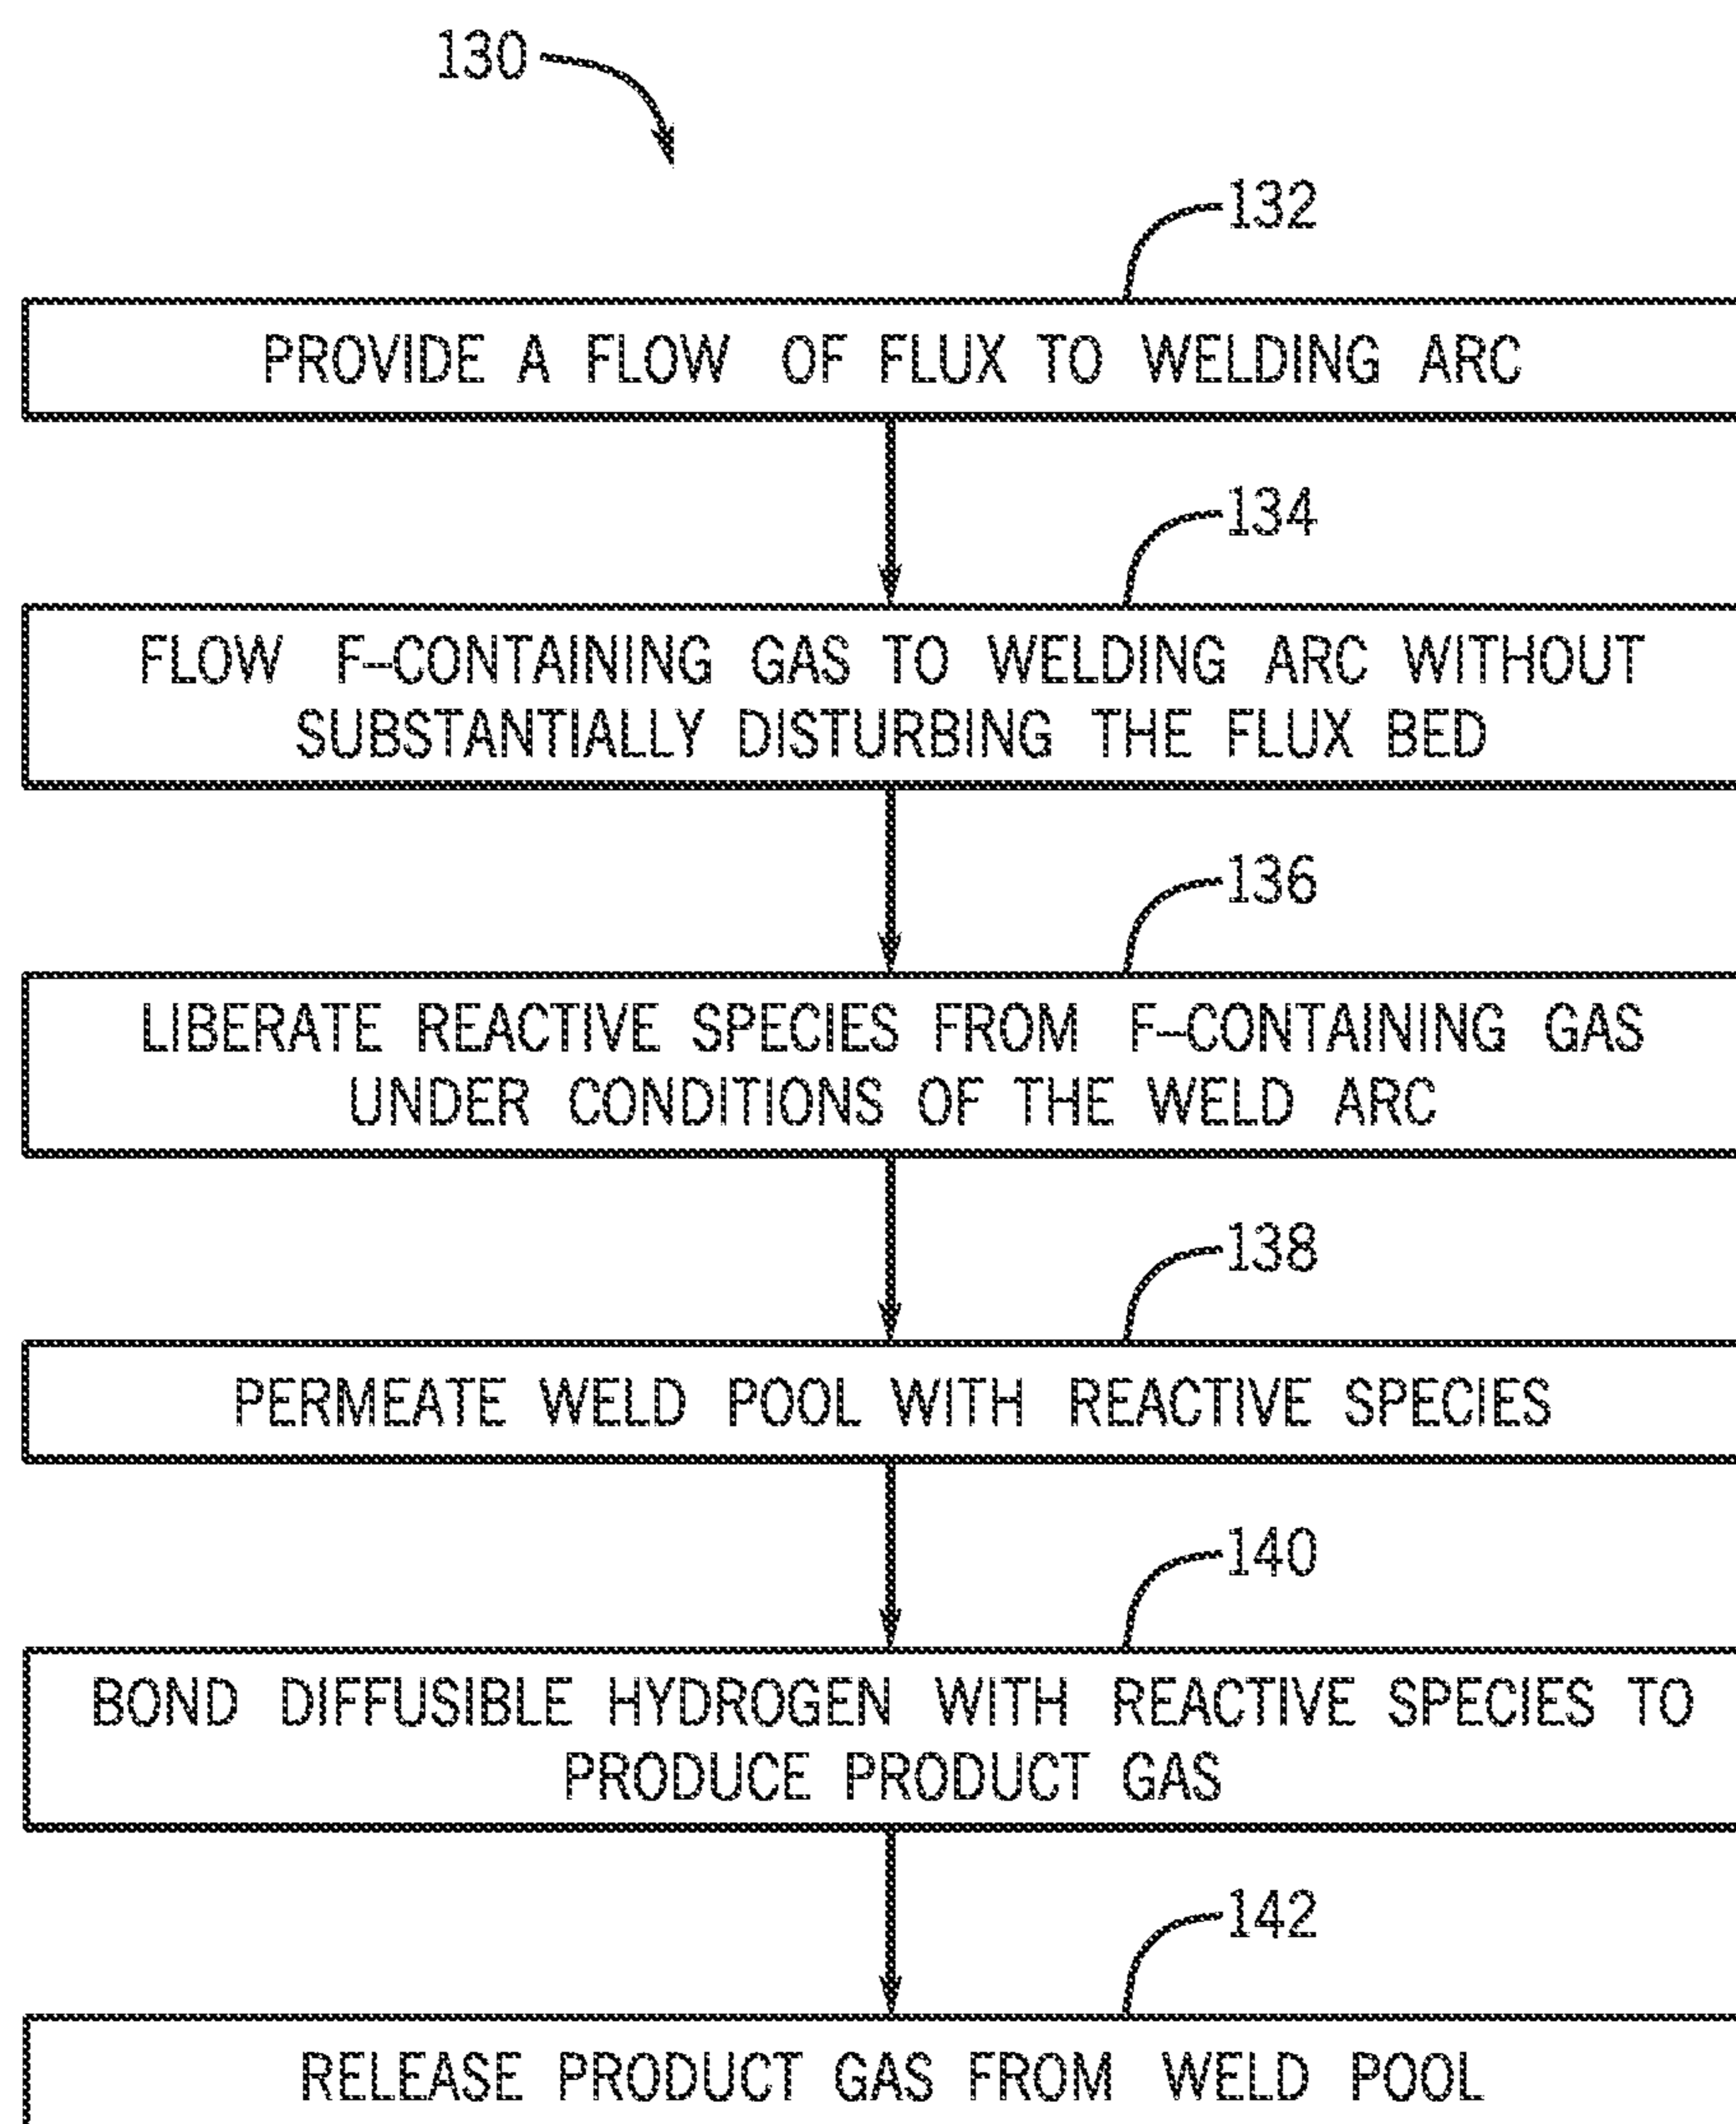 130
132
PROVIDE A FLOW OF FLUX TO WELDING ARC
134
FLOW F-CONTAINING GAS TO WELDING ARC WITHOUT
SUBSTANTIALLY DISTURBING THE FLUX BED
136
LIBERATE REACTIVE SPECIES FROM F-CONTAINING GAS
UNDER CONDITIONS OF THE WELD ARC
138
PERMEATE WELD POOL WITH REACTIVE SPECIES
140
BOND DIFFUSIBLE HYDROGEN WITH REACTIVE SPECIES TO
PRODUCE PRODUCT GAS
142
RELEASE PRODUCT GAS FROM WELD POOL